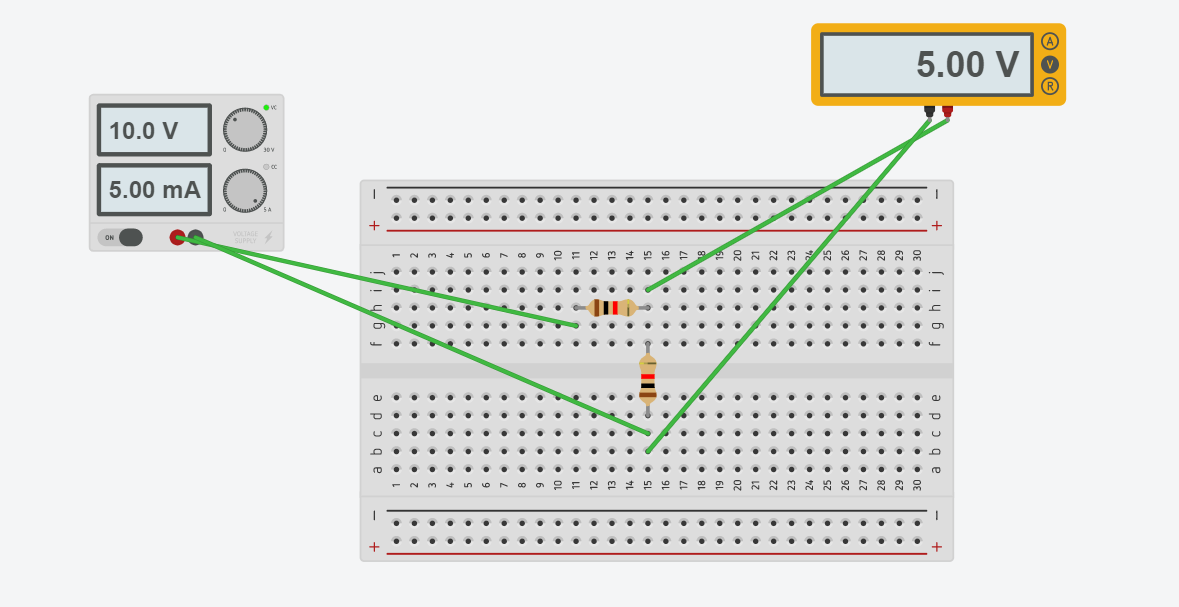 5.00 V
A
V
R
10.0 V
VC
0 30 V
5.00 mA
CC
0 5 A
ON
VOLTAGE
SUPPLY
− −
+ +
1 2 3 4 5 6 7 8 9 10 11 12 13 14 15 16 17 18 19 20 21 22 23 24 25 26 27 28 29 30
j j
i i
h h
g g
f f
e e
d d
c c
b b
a a
1 2 3 4 5 6 7 8 9 10 11 12 13 14 15 16 17 18 19 20 21 22 23 24 25 26 27 28 29 30
− −
+ +